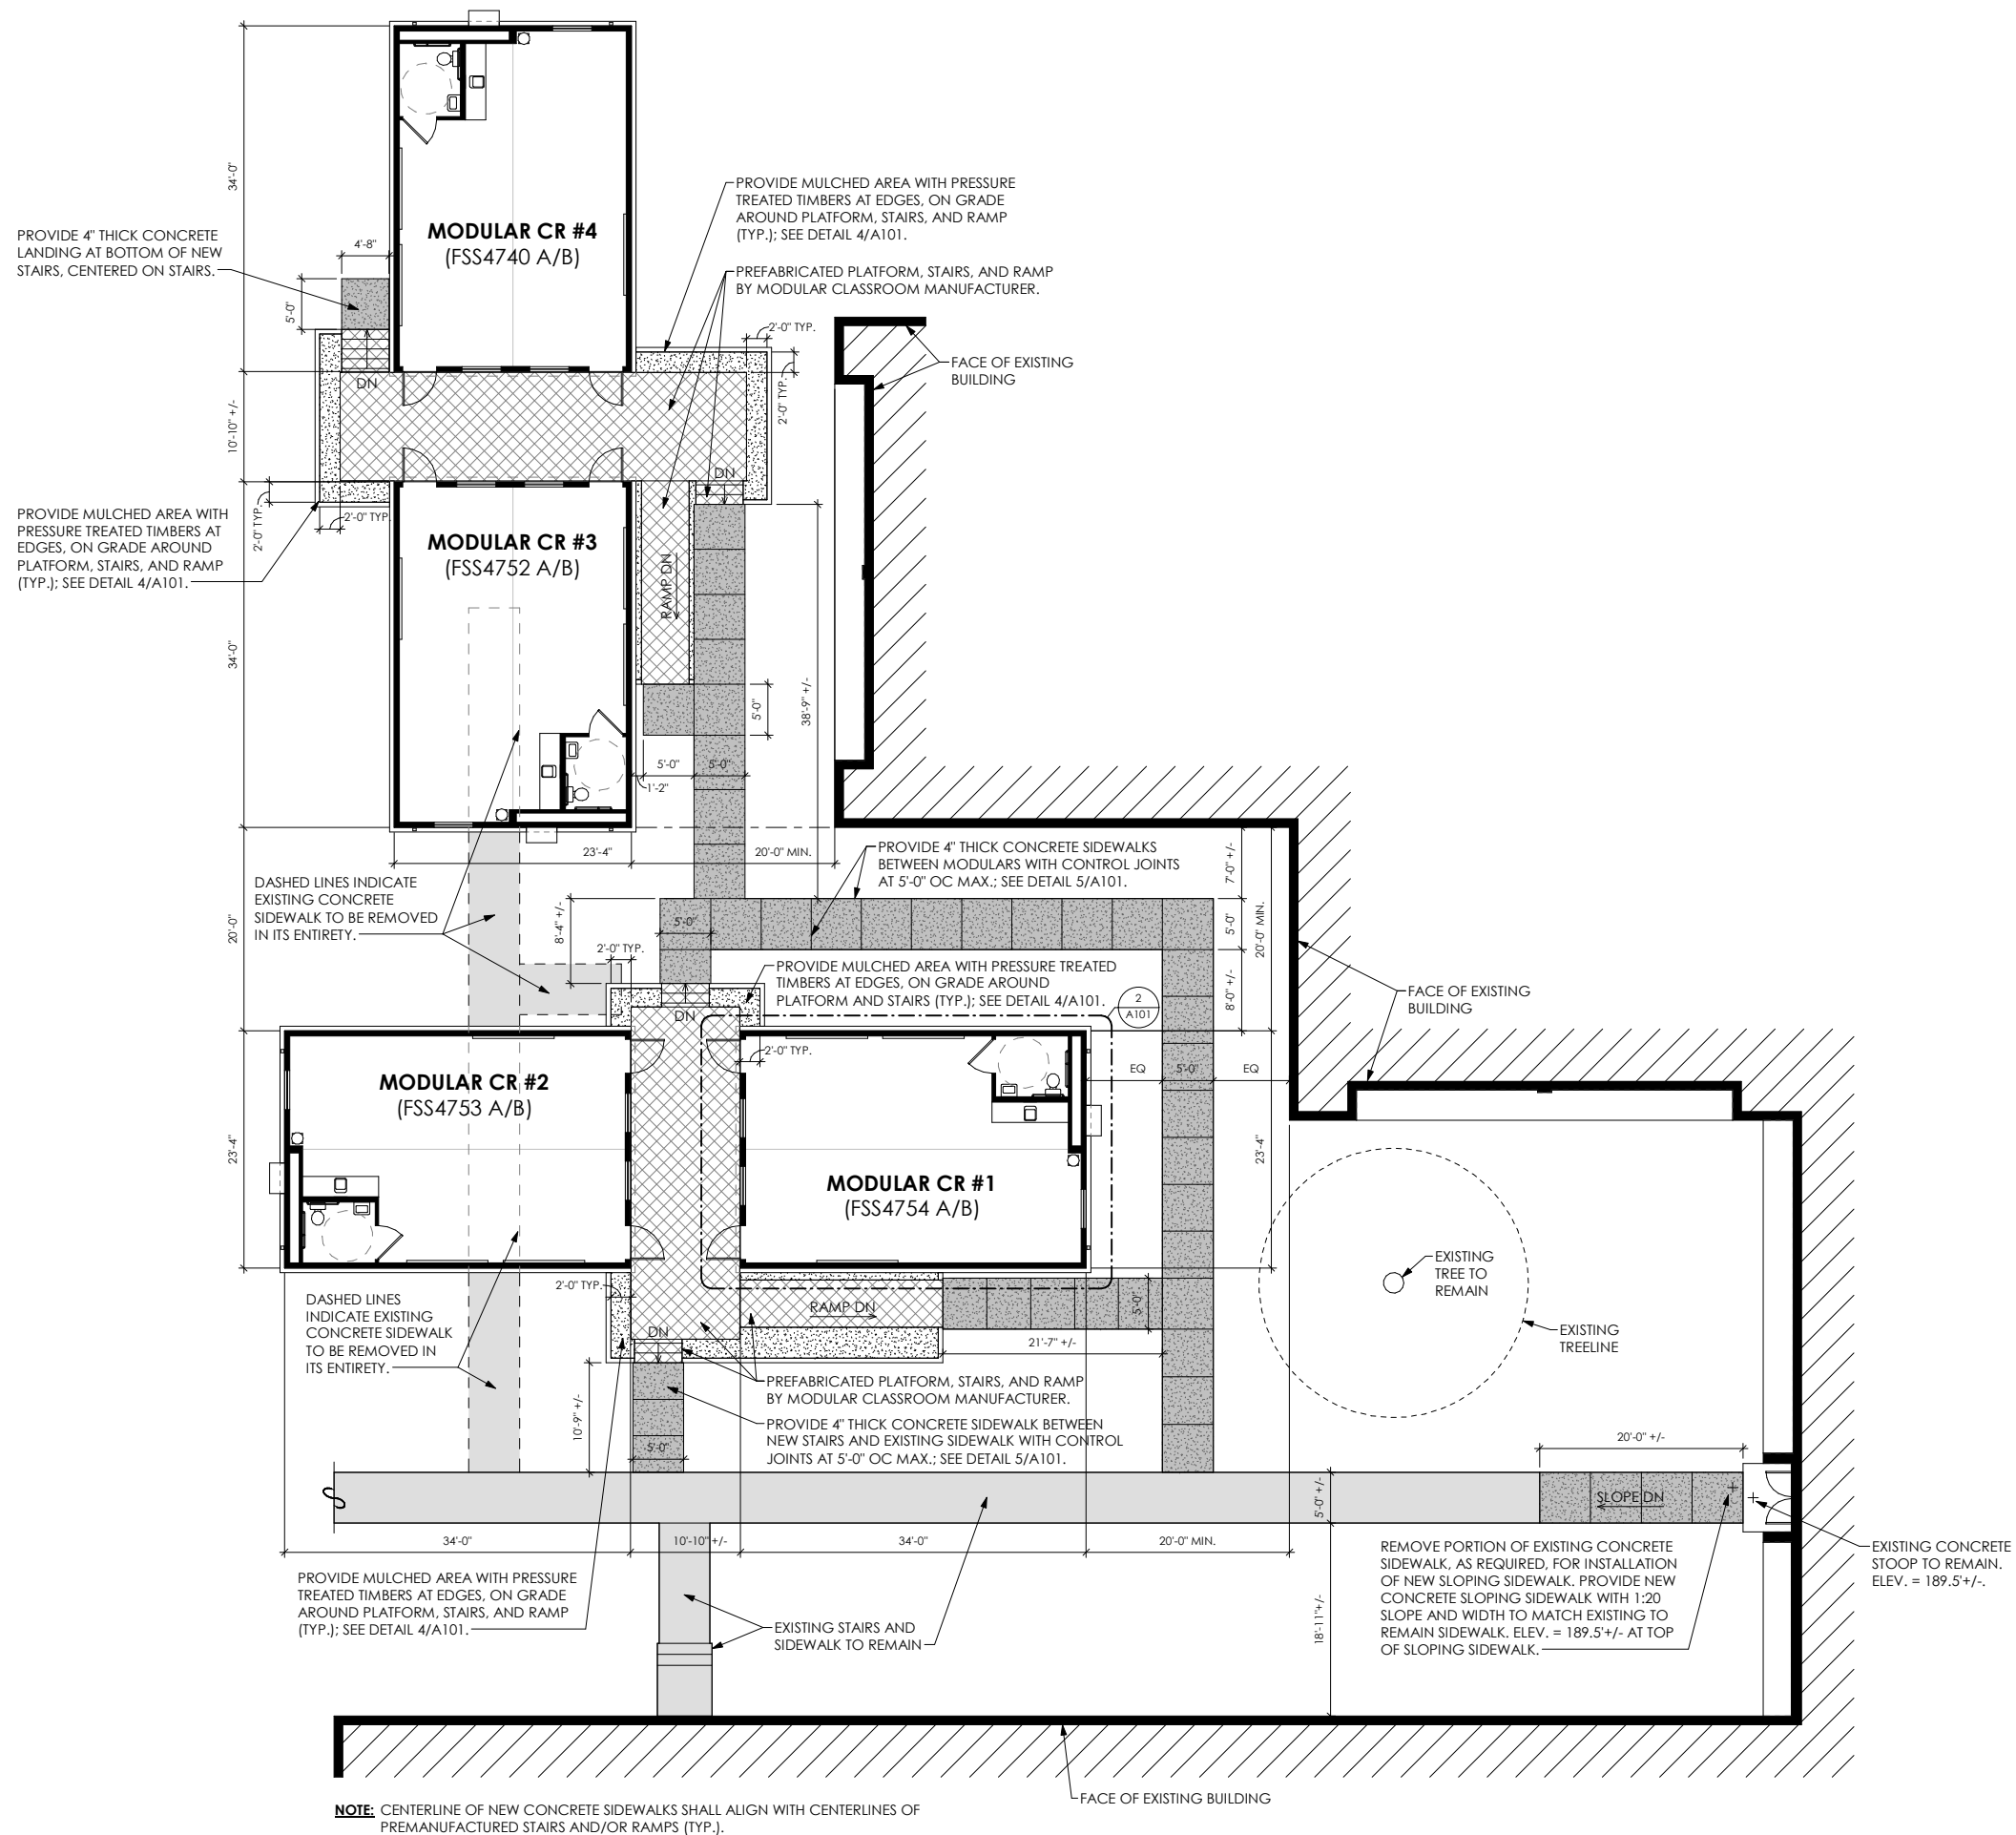 34'-0"
MODULAR CR #4
(FSS4740 A/B)
PROVIDE MULCHED AREA WITH PRESSURE
TREATED TIMBERS AT EDGES, ON GRADE
AROUND PLATFORM, STAIRS, AND RAMP
(TYP.); SEE DETAIL 4/A101.
PROVIDE 4" THICK CONCRETE
LANDING AT BOTTOM OF NEW
STAIRS, CENTERED ON STAIRS.
4'-8"
5'-0"
PREFABRICATED PLATFORM, STAIRS, AND RAMP
BY MODULAR CLASSROOM MANUFACTURER.
2'-0" TYP.
2'-0" TYP.
FACE OF EXISTING
BUILDING
DN
10'-10" +/-
DN
2'-0" TYP.
2'-0" TYP.
PROVIDE MULCHED AREA WITH
PRESSURE TREATED TIMBERS AT
EDGES, ON GRADE AROUND
PLATFORM, STAIRS, AND RAMP
(TYP.); SEE DETAIL 4/A101.
MODULAR CR #3
(FSS4752 A/B)
RAMP DN
34'-0"
38'-9" +/-
5'-0"
5'-0"
5'-0"
1'-2"
23'-4"
20'-0" MIN.
PROVIDE 4" THICK CONCRETE SIDEWALKS
BETWEEN MODULARS WITH CONTROL JOINTS
AT 5'-0" OC MAX.; SEE DETAIL 5/A101.
7'-0" +/-
5'-0"
20'-0" MIN.
8'-0" +/-
DASHED LINES INDICATE
EXISTING CONCRETE
SIDEWALK TO BE REMOVED
IN ITS ENTIRETY.
20'-0"
8'-4" +/-
5'-0"
2'-0" TYP.
PROVIDE MULCHED AREA WITH PRESSURE TREATED
TIMBERS AT EDGES, ON GRADE AROUND
PLATFORM AND STAIRS (TYP.); SEE DETAIL 4/A101.
2
A101
FACE OF EXISTING
BUILDING
DN
2'-0" TYP.
EQ
5'-0"
EQ
MODULAR CR #2
(FSS4753 A/B)
23'-4"
23'-4"
MODULAR CR #1
(FSS4754 A/B)
EXISTING
TREE TO
REMAIN
EXISTING
TREELINE
2'-0" TYP.
RAMP DN
5'-0"
21'-7" +/-
DN
DASHED LINES
INDICATE EXISTING
CONCRETE SIDEWALK
TO BE REMOVED IN
ITS ENTIRETY.
PREFABRICATED PLATFORM, STAIRS, AND RAMP
BY MODULAR CLASSROOM MANUFACTURER.
10'-9" +/-
5'-0"
PROVIDE 4" THICK CONCRETE SIDEWALK BETWEEN
NEW STAIRS AND EXISTING SIDEWALK WITH CONTROL
JOINTS AT 5'-0" OC MAX.; SEE DETAIL 5/A101.
20'-0" +/-
SLOPE DN
5'-0" +/-
34'-0"
10'-10" +/-
34'-0"
20'-0" MIN.
EXISTING CONCRETE
STOOP TO REMAIN.
ELEV. = 189.5'+/-.
REMOVE PORTION OF EXISTING CONCRETE
SIDEWALK, AS REQUIRED, FOR INSTALLATION
OF NEW SLOPING SIDEWALK. PROVIDE NEW
CONCRETE SLOPING SIDEWALK WITH 1:20
SLOPE AND WIDTH TO MATCH EXISTING TO
REMAIN SIDEWALK. ELEV. = 189.5'+/- AT TOP
OF SLOPING SIDEWALK.
PROVIDE MULCHED AREA WITH PRESSURE
TREATED TIMBERS AT EDGES, ON GRADE
AROUND PLATFORM, STAIRS, AND RAMP
(TYP.); SEE DETAIL 4/A101.
EXISTING STAIRS AND
SIDEWALK TO REMAIN
18'-11"+/-
FACE OF EXISTING BUILDING
NOTE: CENTERLINE OF NEW CONCRETE SIDEWALKS SHALL ALIGN WITH CENTERLINES OF
PREMANUFACTURED STAIRS AND/OR RAMPS (TYP.).